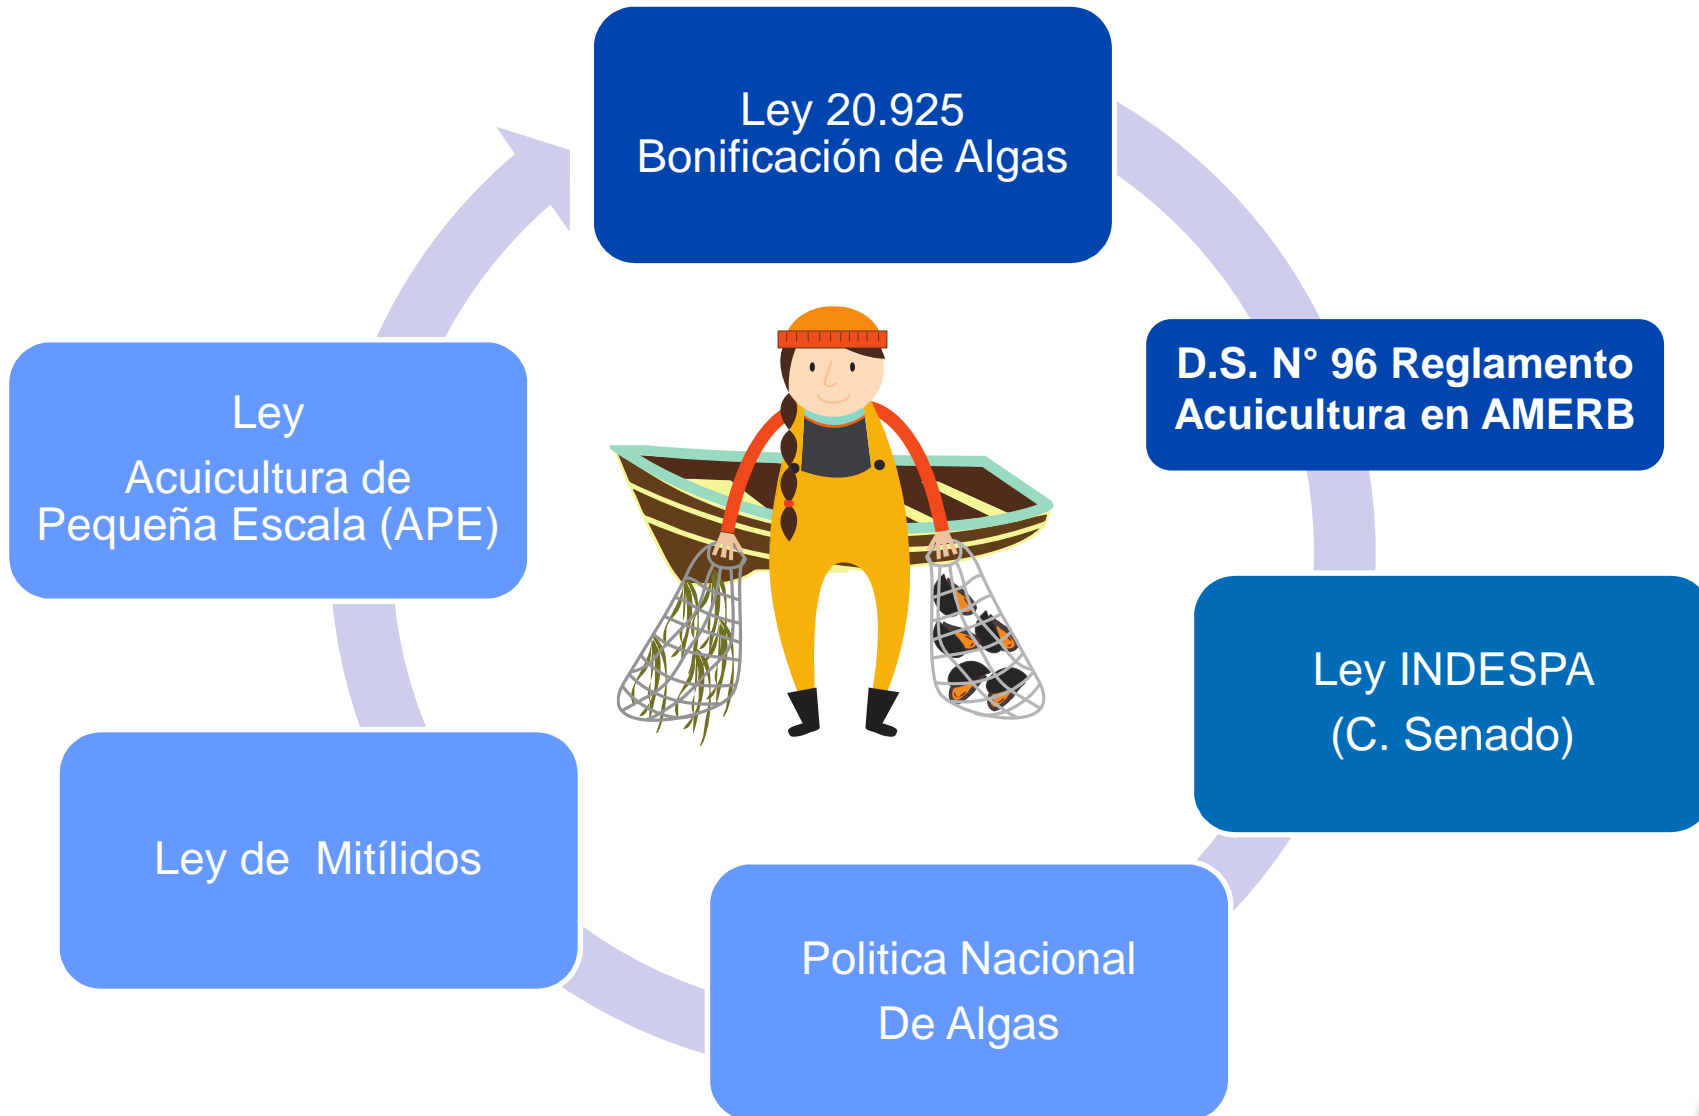 Ley 20.925
Bonificación de Algas
D.S. N° 96 Reglamento
Acuicultura en AMERB
Ley INDESPA
(C. Senado)
Politica Nacional
De Algas
Ley de  Mitílidos
Ley
Acuicultura de
Pequeña Escala (APE)